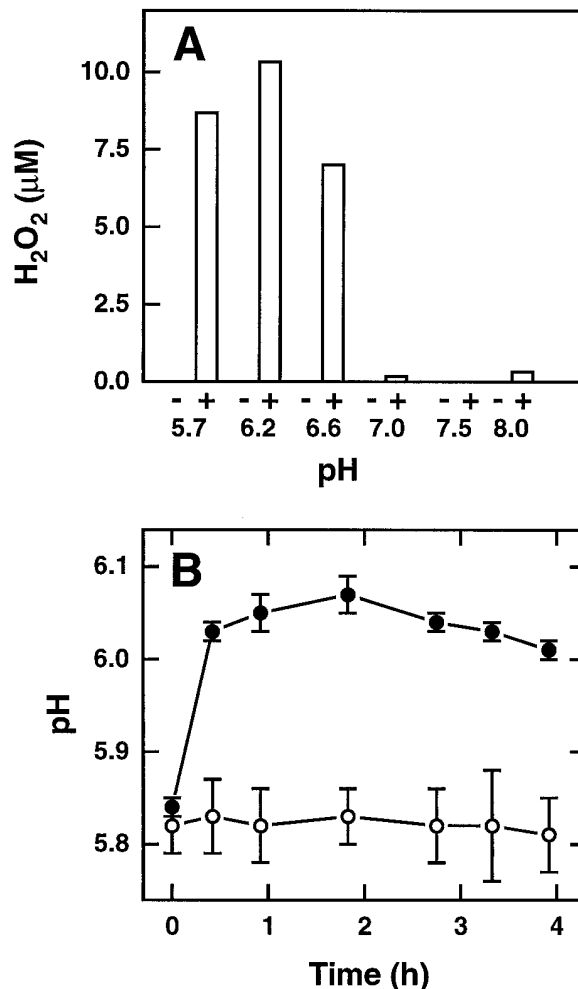 A
H₂O₂ (μM)
10.0
7.5
5.0
2.5
0.0
- + - + - + - + - + - +
5.7 6.2 6.6 7.0 7.5 8.0
pH
B
pH
6.1
6.0
5.9
5.8
0 1 2 3 4
Time (h)